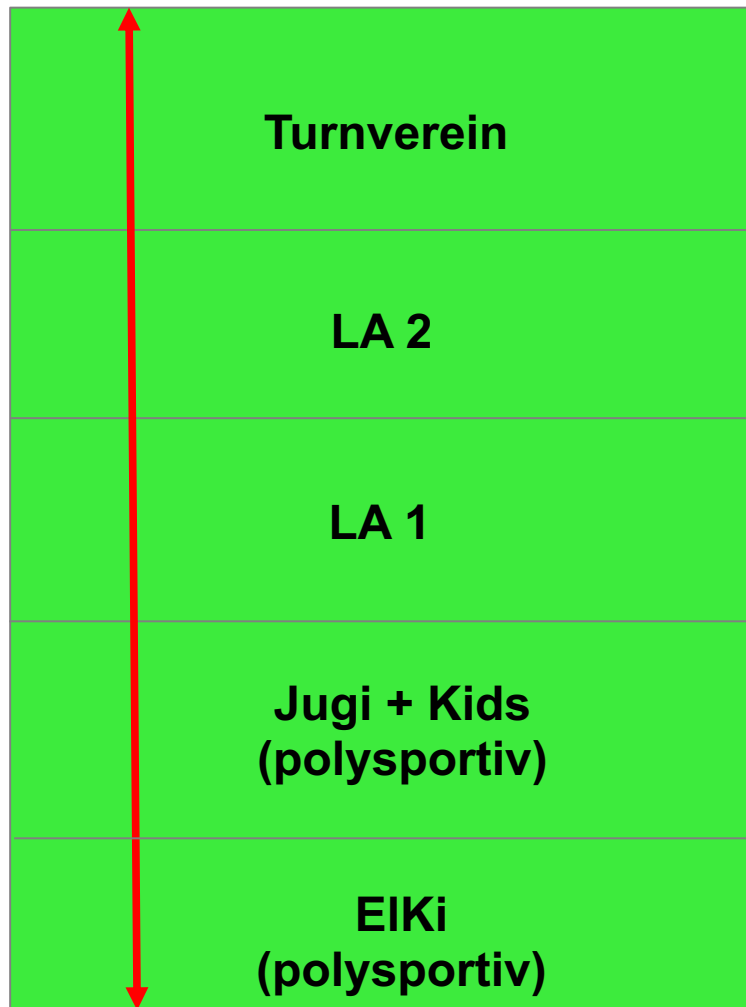 Turnverein
LA 2
LA 1
Jugi + Kids
(polysportiv)
ElKi
(polysportiv)